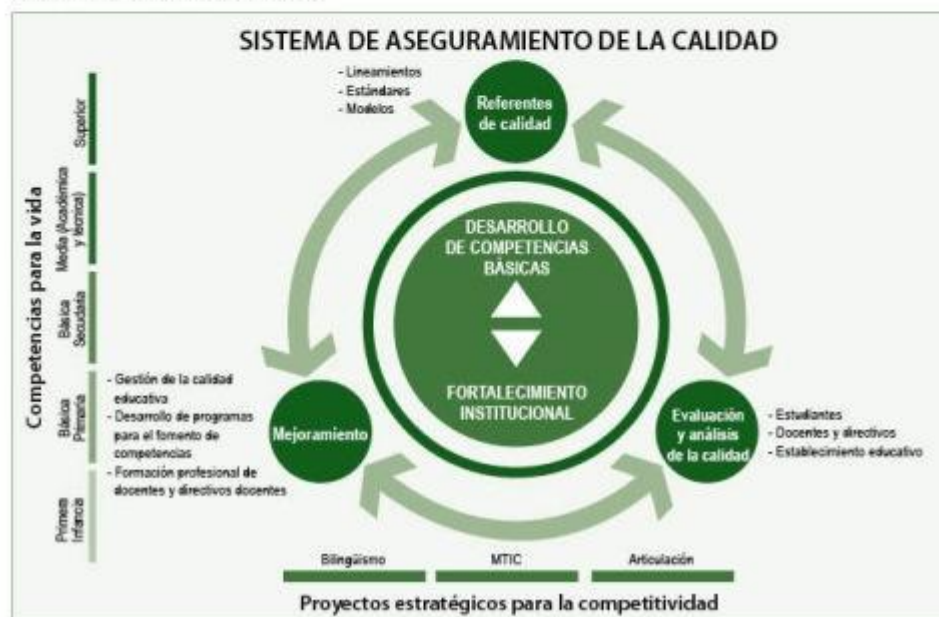 SISTEMA DE ASEGURAMIENTO DE LA CALIDAD
- Lineamientos
- Estándares
- Modelos
Referentes
de calidad
Competencias para la vida
Superior
Media (Académica
y técnica)
Básica
Secudaria
Básica
Primaria
Primera
Infancia
DESARROLLO
DE COMPETENCIAS
BÁSICAS
FORTALECIMIENTO
INSTITUCIONAL
- Gestión de la calidad
educativa
- Desarrollo de programas
para el fomento de
competencias
- Formación profesional de
docentes y directivos docentes
Mejoramiento
Evaluación
y análisis
de la calidad
- Estudiantes
- Docentes y directivos
- Establecimiento educativo
Bilingüismo
MTIC
Articulación
Proyectos estratégicos para la competitividad